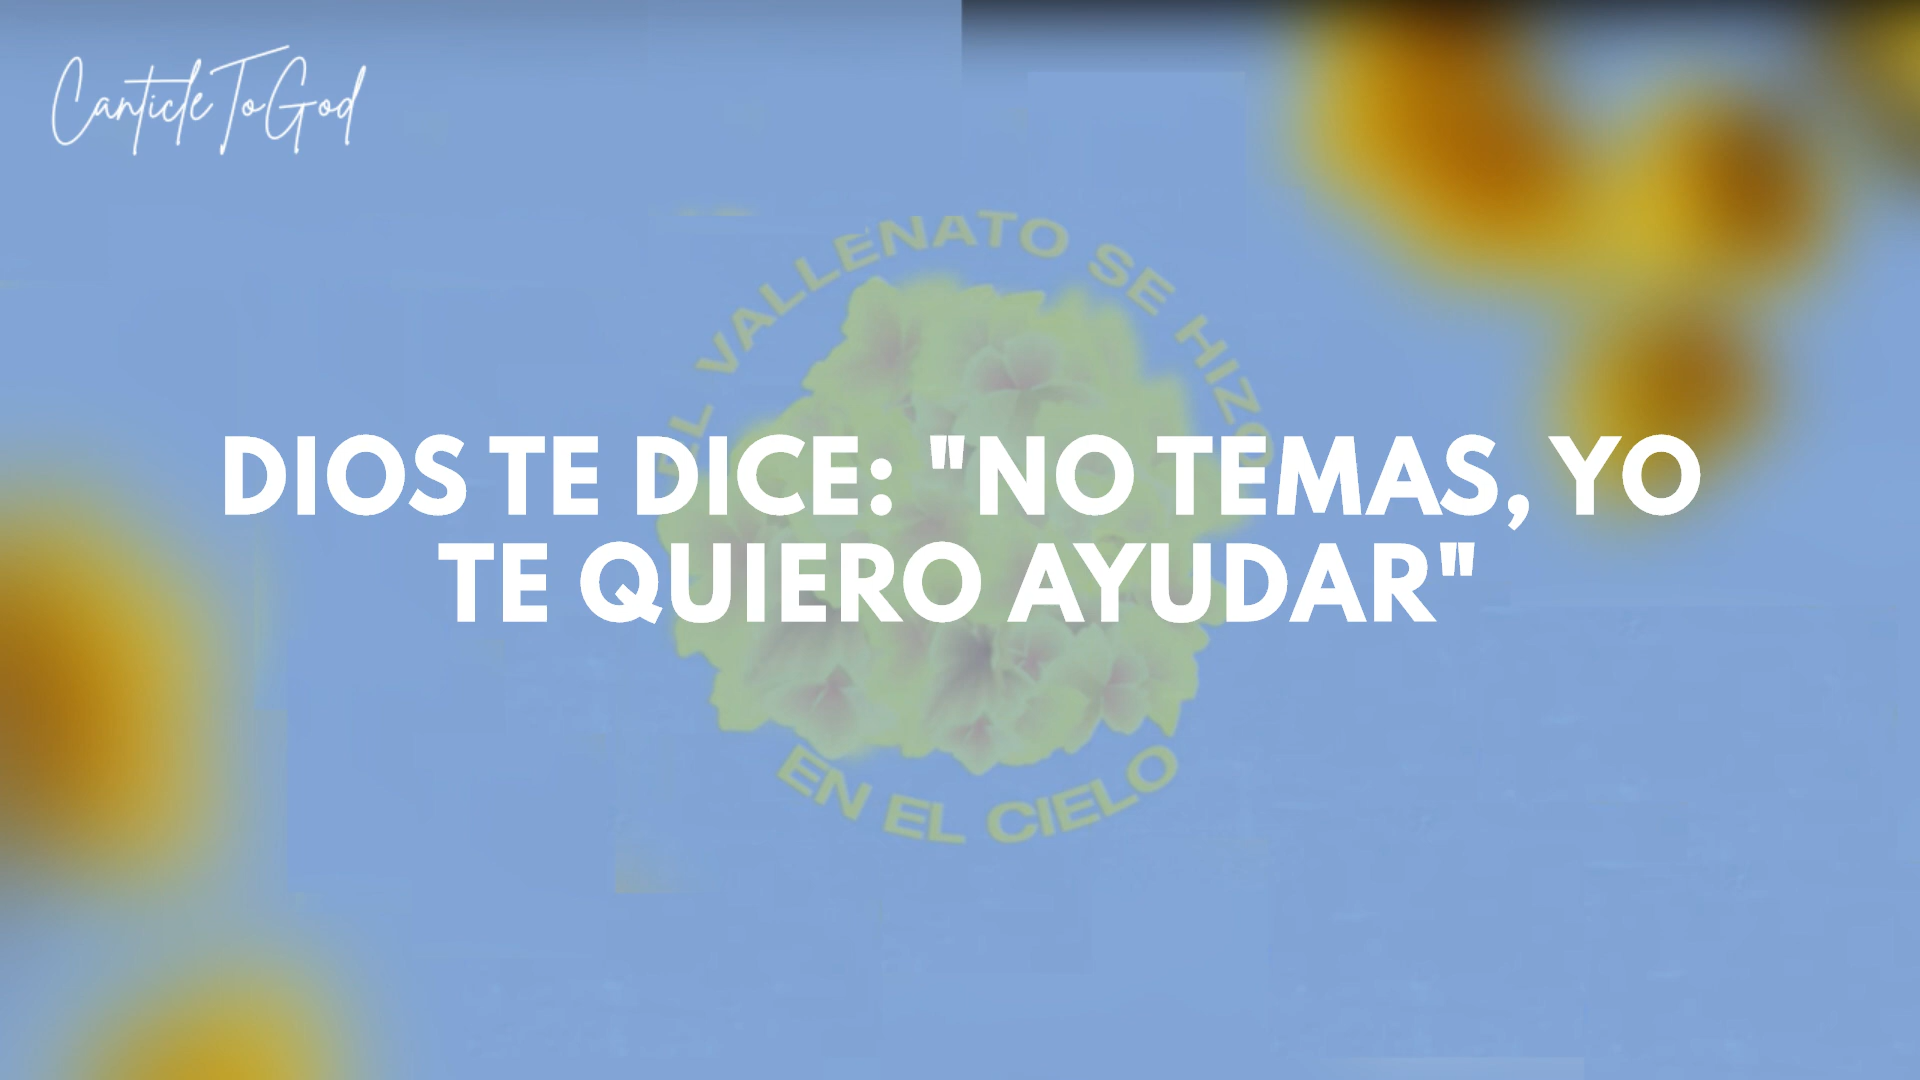 CanticleToGod
EL VALLENATO SE HIZO
DIOS TE DICE: "NO TEMAS, YO
TE QUIERO AYUDAR"
EN EL CIELO